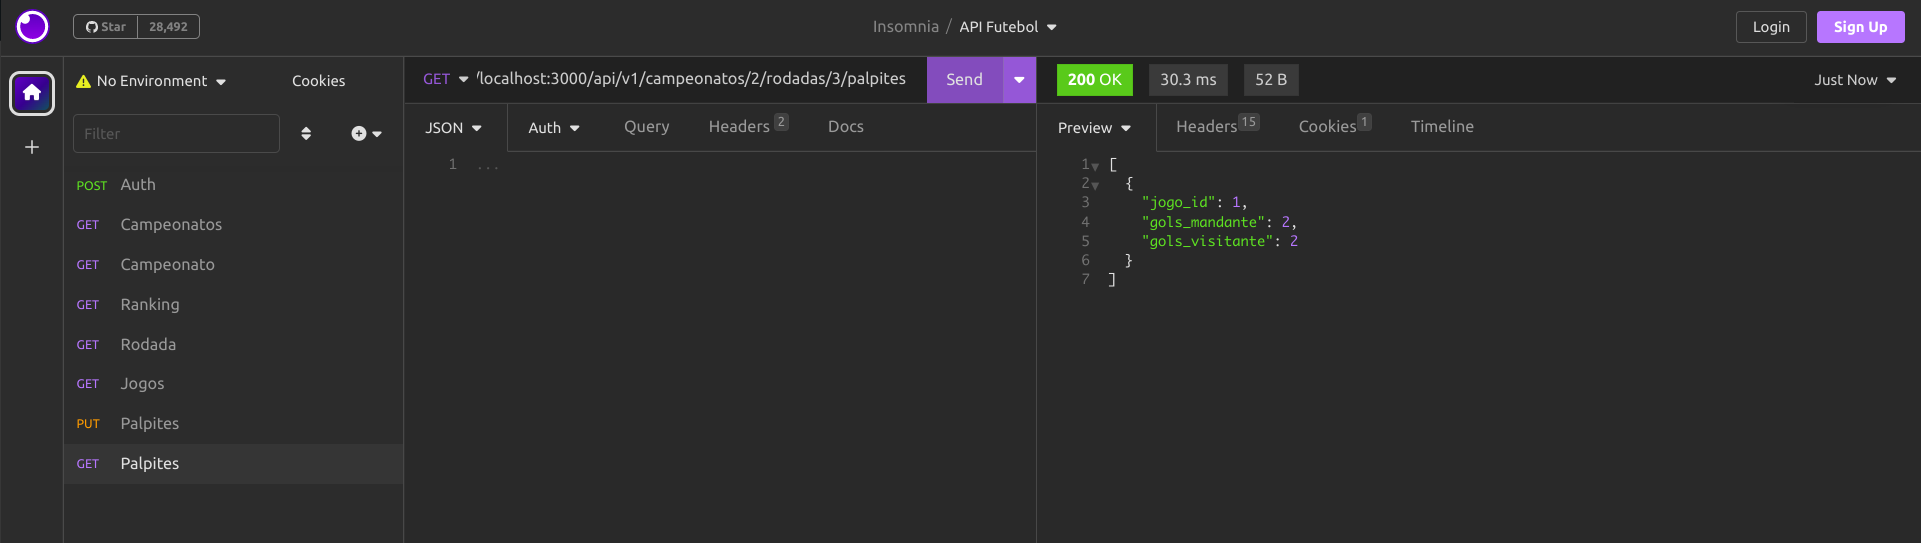 Star 28,492
Insomnia / API Futebol
Login
Sign Up
No Environment
Cookies
Filter
POST Auth
GET Campeonatos
GET Campeonato
GET Ranking
GET Rodada
GET Jogos
PUT Palpites
GET Palpites
GET /localhost:3000/api/v1/campeonatos/2/rodadas/3/palpites
Send
JSON
Auth
Query
Headers 2
Docs
1 ...
200 OK
30.3 ms
52 B
Just Now
Preview
Headers 15
Cookies 1
Timeline
1 [
2 {
3 "jogo_id": 1,
4 "gols_mandante": 2,
5 "gols_visitante": 2
6 }
7 ]